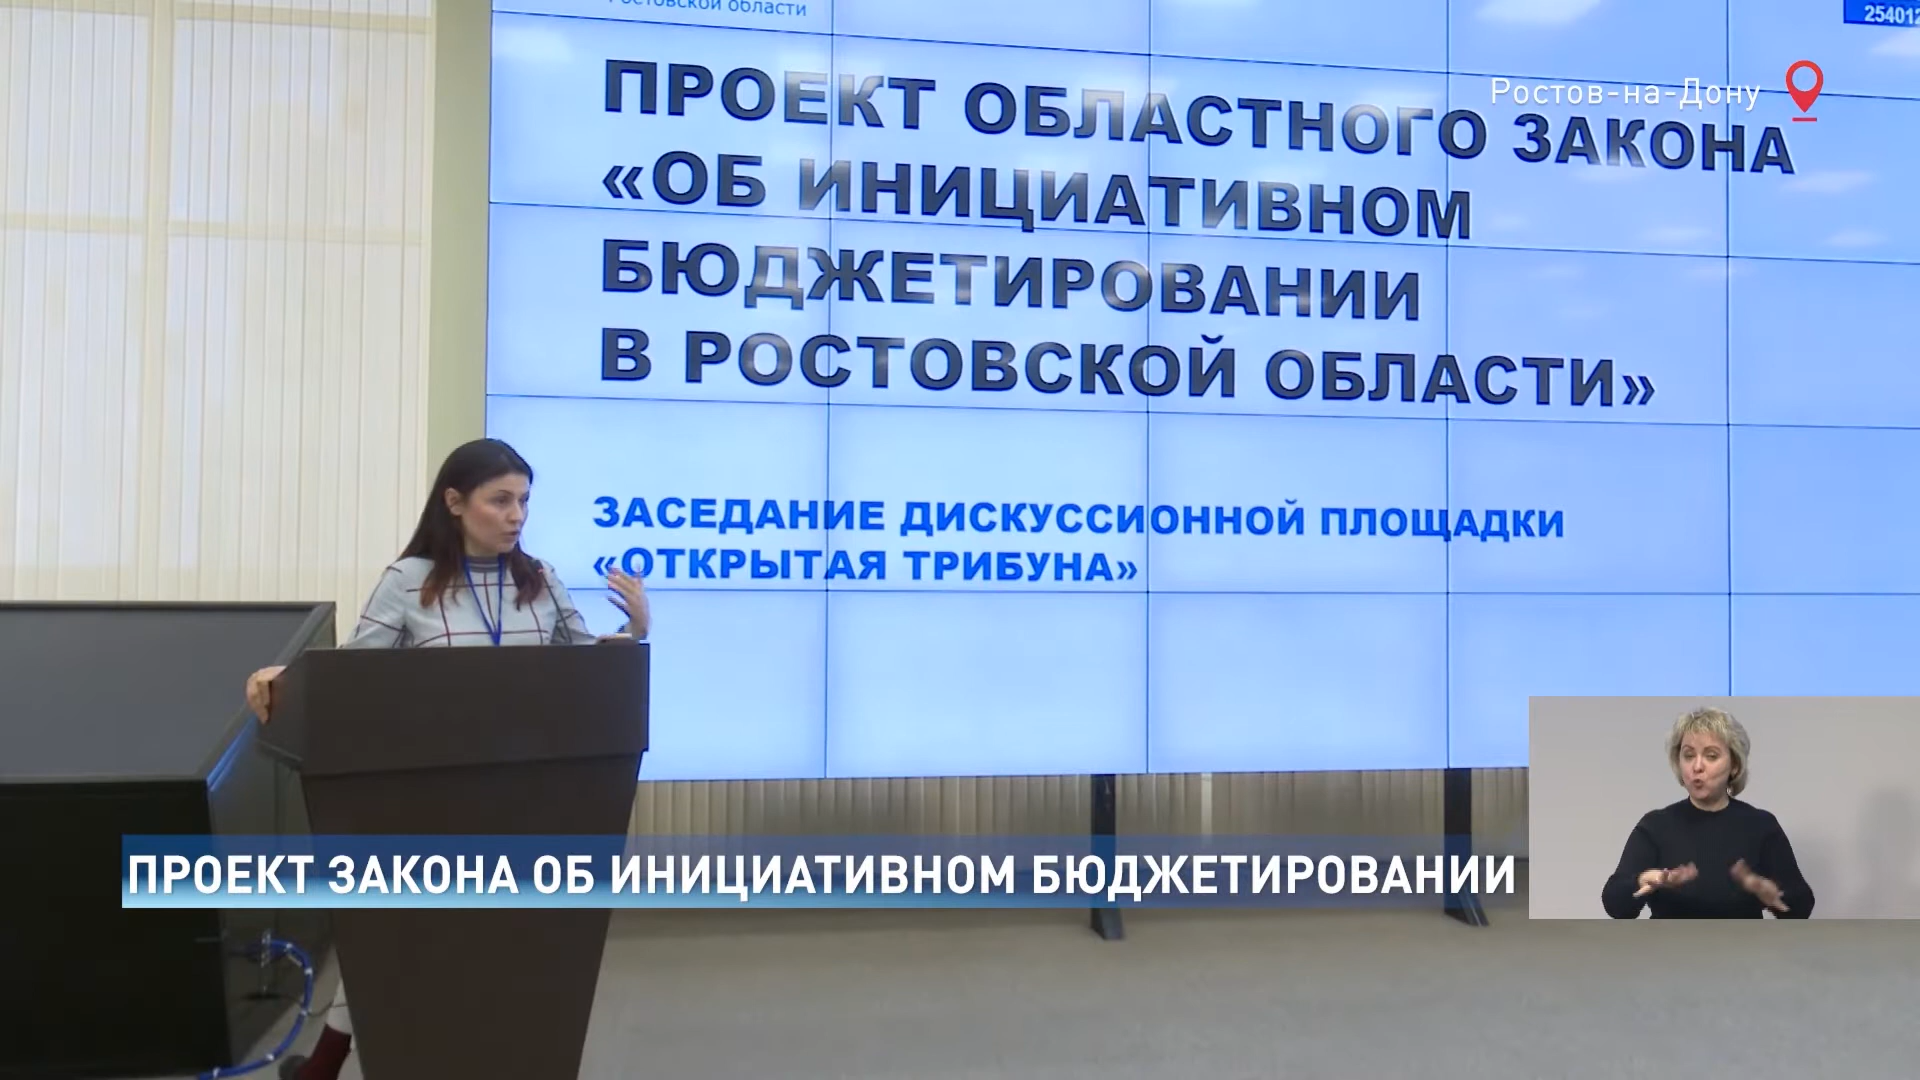 Ростовской области
254012
Ростов-на-Дону
ПРОЕКТ ОБЛАСТНОГО ЗАКОНА
«ОБ ИНИЦИАТИВНОМ
БЮДЖЕТИРОВАНИИ
В РОСТОВСКОЙ ОБЛАСТИ»
ЗАСЕДАНИЕ ДИСКУССИОННОЙ ПЛОЩАДКИ
«ОТКРЫТАЯ ТРИБУНА»
ПРОЕКТ ЗАКОНА ОБ ИНИЦИАТИВНОМ БЮДЖЕТИРОВАНИИ